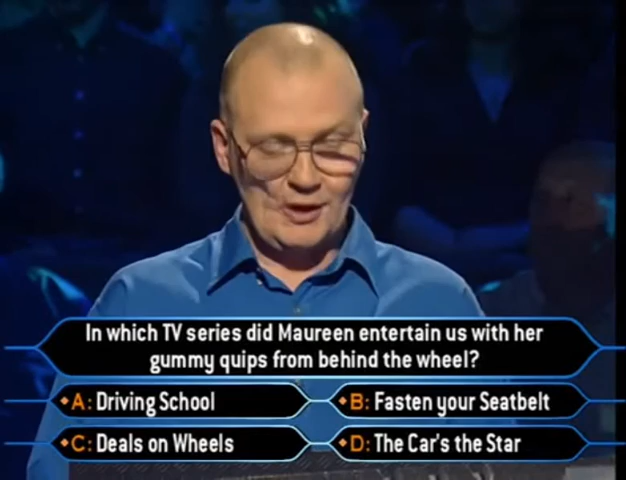 In which TV series did Maureen entertain us with her
gummy quips from behind the wheel?
A: Driving School
B: Fasten your Seatbelt
C: Deals on Wheels
D: The Car's the Star